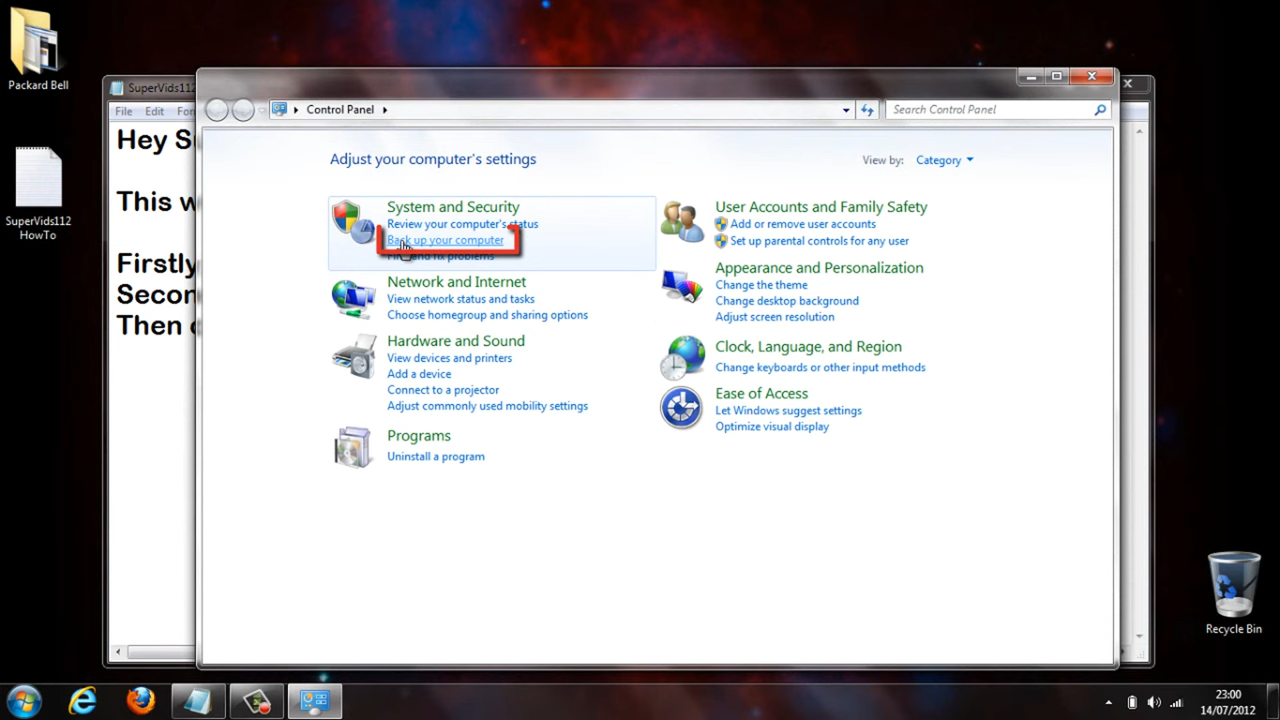 Packard Bell
SuperVids112
HowTo
SuperVids112
File Edit For
Hey S
This w
Firstly
Secon
Then
Control Panel
Search Control Panel
Adjust your computer's settings
View by: Category
System and Security
Review your computer's status
Back up your computer
Find and fix problems
Network and Internet
View network status and tasks
Choose homegroup and sharing options
Hardware and Sound
View devices and printers
Add a device
Connect to a projector
Adjust commonly used mobility settings
Programs
Uninstall a program
User Accounts and Family Safety
Add or remove user accounts
Set up parental controls for any user
Appearance and Personalization
Change the theme
Change desktop background
Adjust screen resolution
Clock, Language, and Region
Change keyboards or other input methods
Ease of Access
Let Windows suggest settings
Optimize visual display
Recycle Bin
23:00
14/07/2012